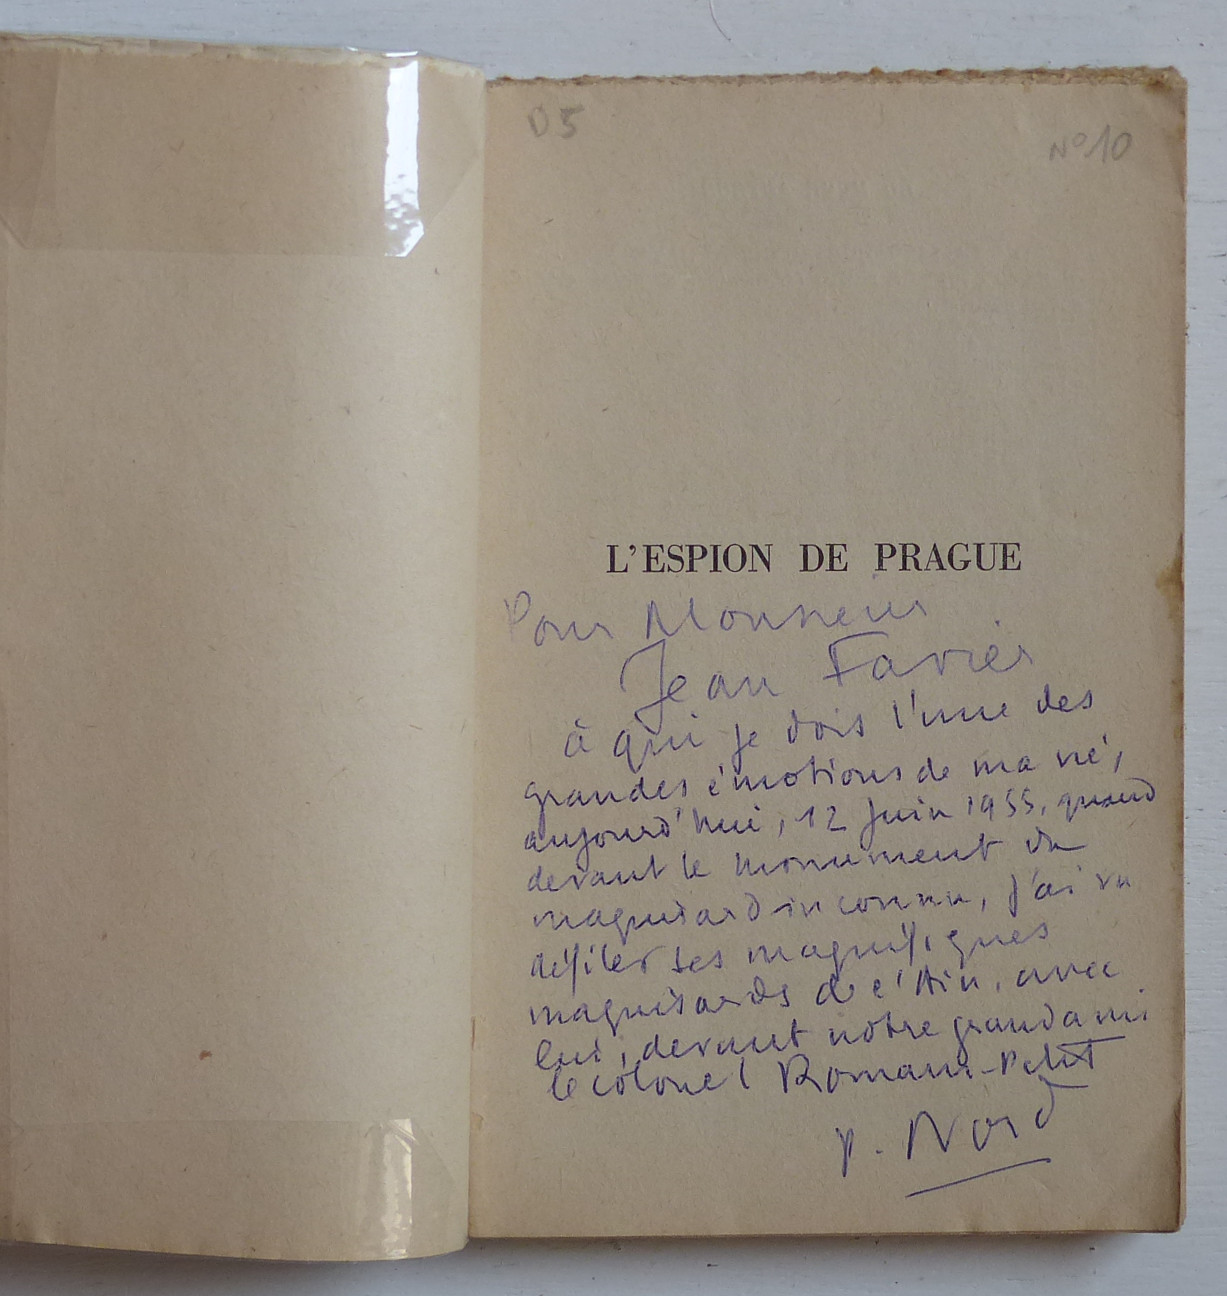 D5
N°10
L'ESPION DE PRAGUE
Pour Monsieur
Jean Favier
à qui je dois l'une des
grandes émotions de ma vie,
aujourd'hui, 12 Juin 1955, quand
devant le monument du
maquisard inconnu, j'ai vu
défiler ses magnifiques
maquisards de l'Ain, avec
lui, devant notre grand ami
le colonel Romans-Petit
P. Nord